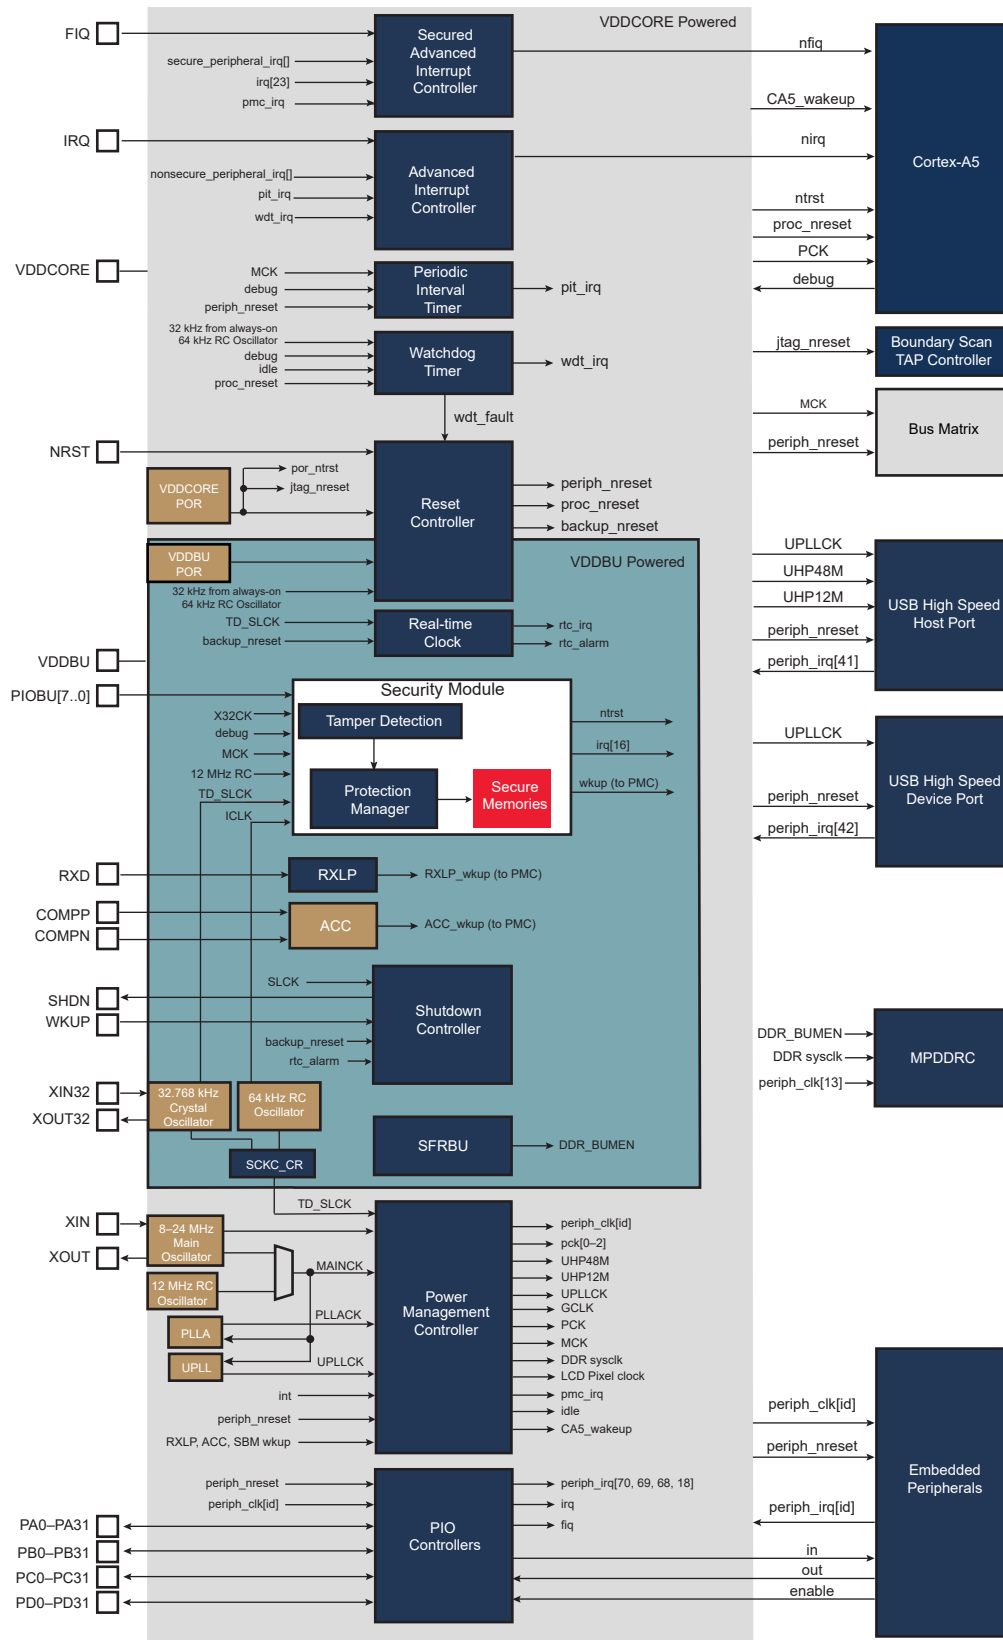 VDDCORE Powered
FIQ
secure_peripheral_irq[]
irq[23]
pmc_irq
Secured
Advanced
Interrupt
Controller
nfiq
CA5_wakeup
IRQ
nonsecure_peripheral_irq[]
pit_irq
wdt_irq
Advanced
Interrupt
Controller
nirq
Cortex-A5
ntrst
proc_nreset
PCK
debug
VDDCORE
MCK
debug
periph_nreset
Periodic
Interval
Timer
pit_irq
32 kHz from always-on
64 kHz RC Oscillator
debug
idle
proc_nreset
Watchdog
Timer
wdt_irq
wdt_fault
jtag_nreset
Boundary Scan
TAP Controller
MCK
periph_nreset
Bus Matrix
NRST
VDDCORE
POR
por_ntrst
jtag_nreset
Reset
Controller
periph_nreset
proc_nreset
backup_nreset
VDDBU Powered
VDDBU
POR
32 kHz from always-on
64 kHz RC Oscillator
TD_SLCK
backup_nreset
Real-time
Clock
rtc_irq
rtc_alarm
UPLLCK
UHP48M
UHP12M
periph_nreset
periph_irq[41]
USB High Speed
Host Port
VDDBU
PIOBU[7..0]
X32CK
debug
MCK
12 MHz RC
TD_SLCK
ICLK
Security Module
Tamper Detection
Protection
Manager
Secure
Memories
ntrst
irq[16]
wkup (to PMC)
UPLLCK
periph_nreset
periph_irq[42]
USB High Speed
Device Port
RXD
RXLP
RXLP_wkup (to PMC)
COMPP
COMPN
ACC
ACC_wkup (to PMC)
SHDN
WKUP
SLCK
backup_nreset
rtc_alarm
Shutdown
Controller
DDR_BUMEN
DDR sysclk
periph_clk[13]
MPDDRC
XIN32
XOUT32
32.768 kHz
Crystal
Oscillator
64 kHz RC
Oscillator
SCKC_CR
SFRBU
DDR_BUMEN
TD_SLCK
XIN
XOUT
8–24 MHz
Main
Oscillator
12 MHz RC
Oscillator
MAINCK
PLLACK
PLLA
UPLL
UPLLCK
int
periph_nreset
RXLP, ACC, SBM wkup
Power
Management
Controller
periph_clk[id]
pck[0–2]
UHP48M
UHP12M
UPLLCK
GCLK
PCK
MCK
DDR sysclk
LCD Pixel clock
pmc_irq
idle
CA5_wakeup
periph_nreset
periph_clk[id]
PA0–PA31
PB0–PB31
PC0–PC31
PD0–PD31
PIO
Controllers
periph_irq[70, 69, 68, 18]
irq
fiq
periph_clk[id]
periph_nreset
periph_irq[id]
in
out
enable
Embedded
Peripherals